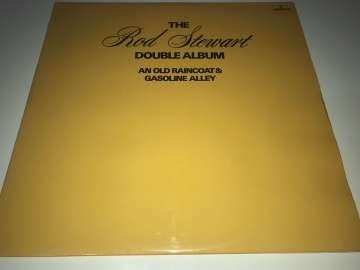 THE
Rod Stewart
DOUBLE ALBUM
AN OLD RAINCOAT &
GASOLINE ALLEY